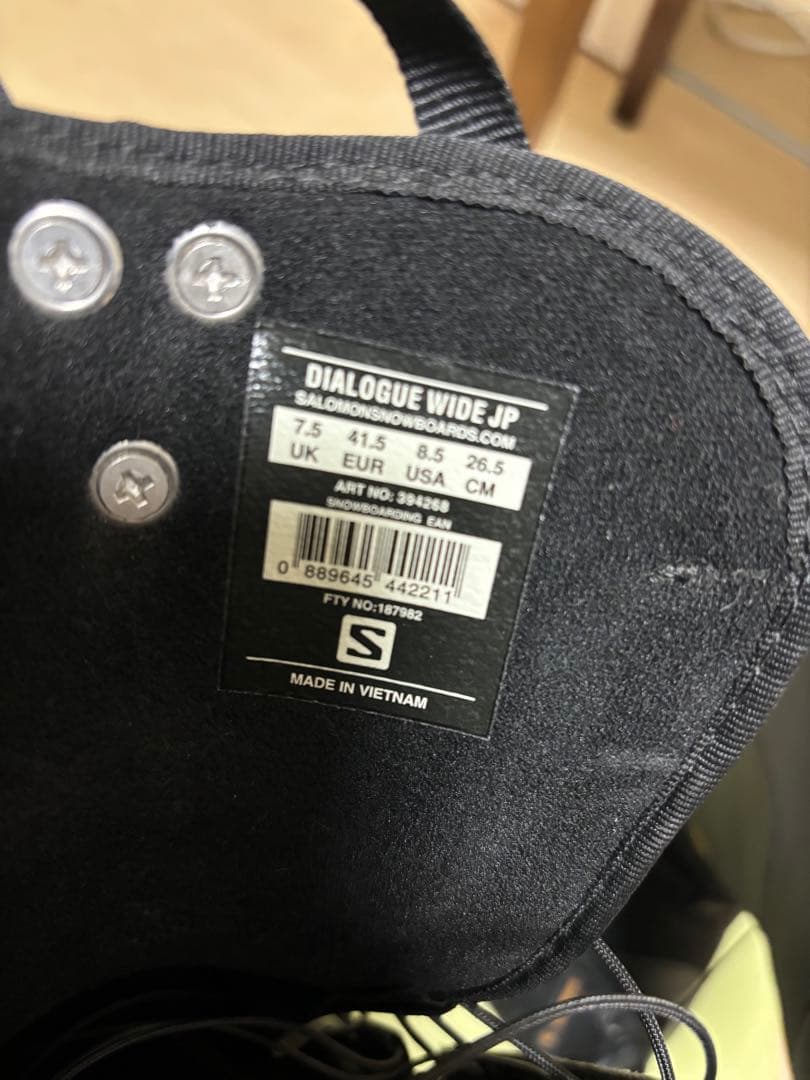 DIALOGUE WIDE JP
SALOMONSNOWBOARDS.COM
7.5 41.5 8.5 26.5
UK EUR USA CM
ART NO: 394268
SNOWBOARDING EAN
0 889645 442211
FTY NO:187982
S
MADE IN VIETNAM